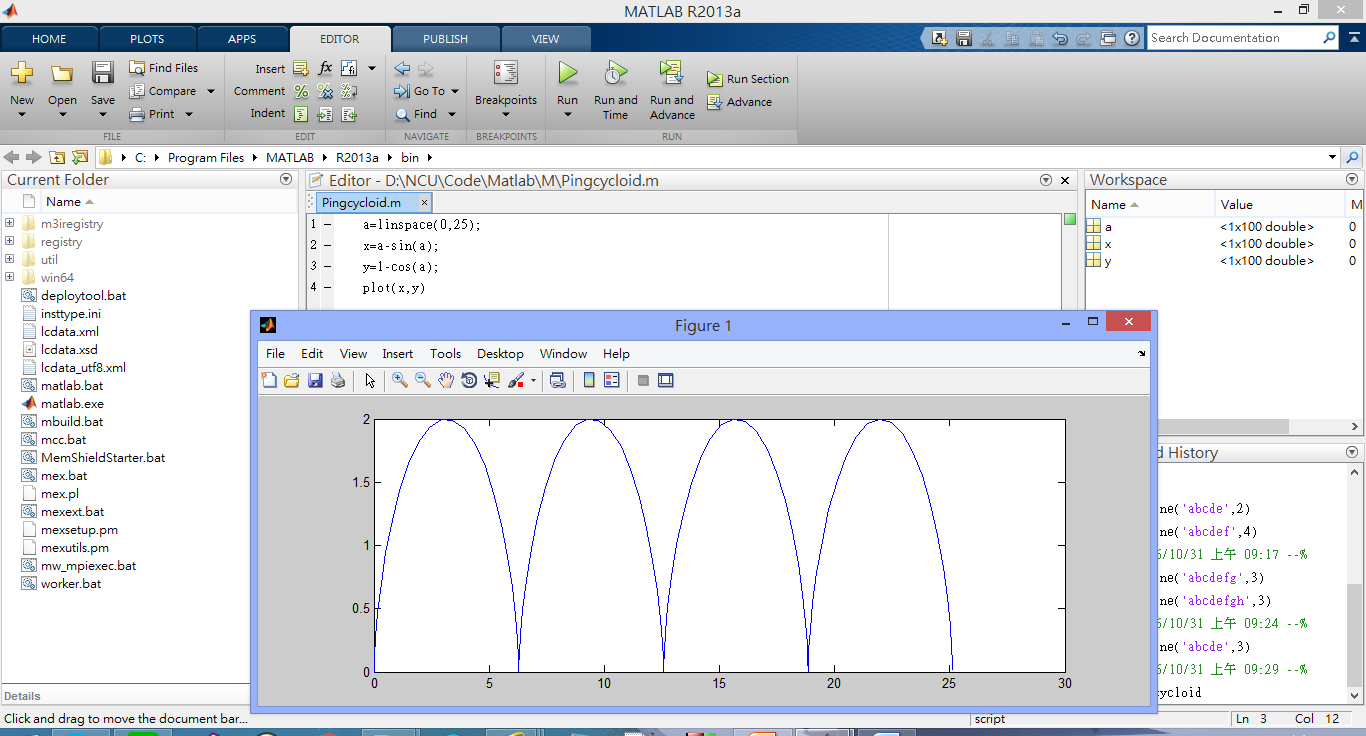 MATLAB R2013a
HOME PLOTS APPS EDITOR PUBLISH VIEW
Search Documentation
New Open Save
Find Files
Compare
Print
FILE
Insert
Comment
Indent
EDIT
Go To
Find
NAVIGATE
Breakpoints
BREAKPOINTS
Run
Run and Time
Run and Advance
Run Section
Advance
RUN
C: Program Files MATLAB R2013a bin
Current Folder
Name
m3iregistry
registry
util
win64
deploytool.bat
insttype.ini
lcdata.xml
lcdata.xsd
lcdata_utf8.xml
matlab.bat
matlab.exe
mbuild.bat
mcc.bat
MemShieldStarter.bat
mex.bat
mex.pl
mexext.bat
mexsetup.pm
mexutils.pm
mw_mpiexec.bat
worker.bat
Details
Editor - D:\NCU\Code\Matlab\M\Pingcycloid.m
Pingcycloid.m
1 – a=linspace(0,25);
2 – x=a-sin(a);
3 – y=1-cos(a);
4 – plot(x,y)
Workspace
Name Value M
a <1x100 double> 0
x <1x100 double> 0
y <1x100 double> 0
Figure 1
File Edit View Insert Tools Desktop Window Help
2
1.5
1
0.5
0
0 5 10 15 20 25 30
d History
ne('abcde',2)
ne('abcdef',4)
6/10/31 上午 09:17 --%
ne('abcdefg',3)
ne('abcdefgh',3)
6/10/31 上午 09:24 --%
ne('abcde',3)
6/10/31 上午 09:29 --%
cycloid
Click and drag to move the document bar...
script
Ln 3 Col 12